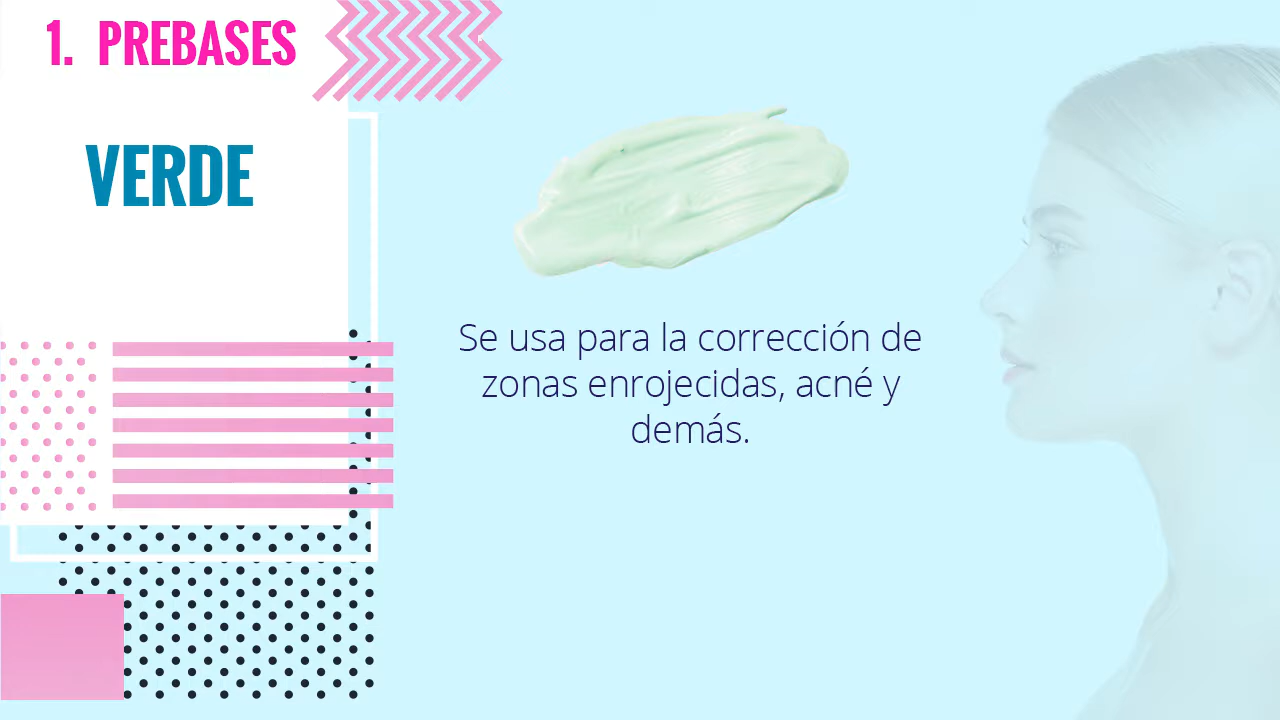 1. PREBASES
VERDE
Se usa para la corrección de
zonas enrojecidas, acné y
demás.